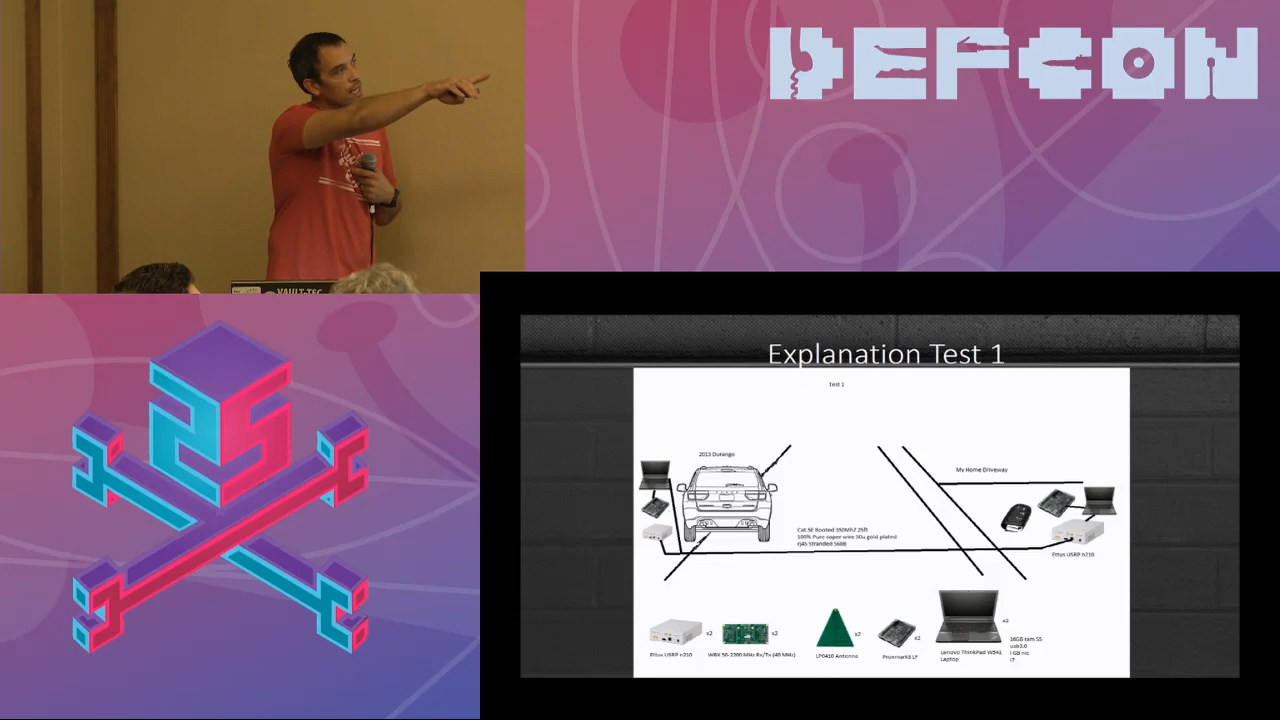 DEFCON
VAULT-TEC
Explanation Test 1
Test 1
2013 Durango
My Home Driveway
Cat.5E Booted 350MhZ 25ft
100% Pure coper wire 50u gold plated
rj45 Stranded 568B
Ettus USRP n210
x2
x2
x2
x2
x2
Ettus USRP n210
WBX 50-2200 MHz Rx/Tx (40 MHz)
LP0410 Antenna
Proxmark3 LF
Lenovo ThinkPad W541
Laptop
16GB ram SS
usb3.0
I GB nic
i7